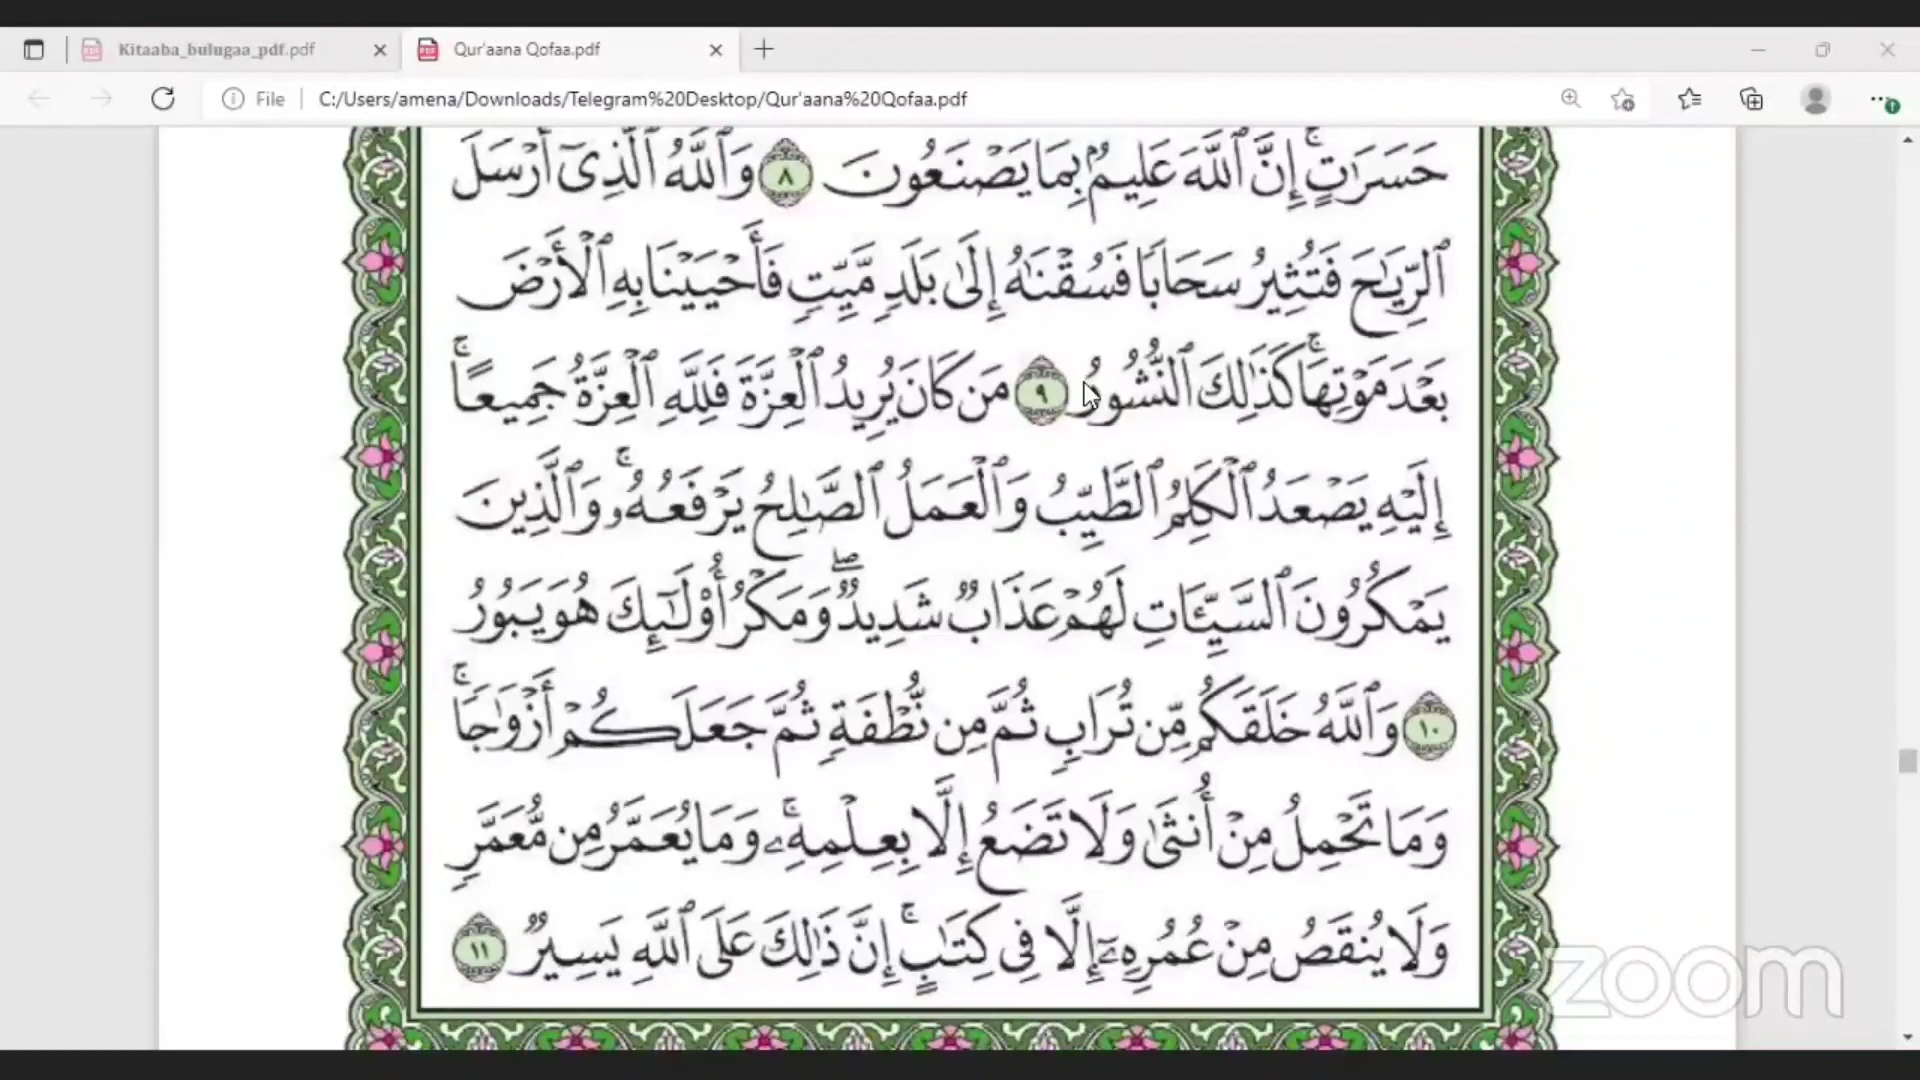 Kitaaba_bulugaa_pdf.pdf
Qur'aana Qofaa.pdf
File
C:/Users/amena/Downloads/Telegram%20Desktop/Qur'aana%20Qofaa.pdf
حَسَرَٰتٍۚ إِنَّ ٱللَّهَ عَلِيمُۢ بِمَا يَصۡنَعُونَ ٨ وَٱللَّهُ ٱلَّذِيٓ أَرۡسَلَ
ٱلرِّيَٰحَ فَتُثِيرُ سَحَابٗا فَسُقۡنَٰهُ إِلَىٰ بَلَدٖ مَّيِّتٖ فَأَحۡيَيۡنَا بِهِ ٱلۡأَرۡضَ
بَعۡدَ مَوۡتِهَاۚ كَذَٰلِكَ ٱلنُّشُورُ ٩ مَن كَانَ يُرِيدُ ٱلۡعِزَّةَ فَلِلَّهِ ٱلۡعِزَّةُ جَمِيعًاۚ
إِلَيۡهِ يَصۡعَدُ ٱلۡكَلِمُ ٱلطَّيِّبُ وَٱلۡعَمَلُ ٱلصَّٰلِحُ يَرۡفَعُهُۥۚ وَٱلَّذِينَ
يَمۡكُرُونَ ٱلسَّيِّـَٔاتِ لَهُمۡ عَذَابٞ شَدِيدٞۖ وَمَكۡرُ أُوْلَٰٓئِكَ هُوَ يَبُورُ
١٠ وَٱللَّهُ خَلَقَكُم مِّن تُرَابٖ ثُمَّ مِن نُّطۡفَةٖ ثُمَّ جَعَلَكُمۡ أَزۡوَٰجٗاۚ
وَمَا تَحۡمِلُ مِنۡ أُنثَىٰ وَلَا تَضَعُ إِلَّا بِعِلۡمِهِۦۚ وَمَا يُعَمَّرُ مِن مُّعَمَّرٖ
وَلَا يُنقَصُ مِنۡ عُمُرِهِۦٓ إِلَّا فِي كِتَٰبٍۚ إِنَّ ذَٰلِكَ عَلَى ٱللَّهِ يَسِيرٞ ١١
zoom